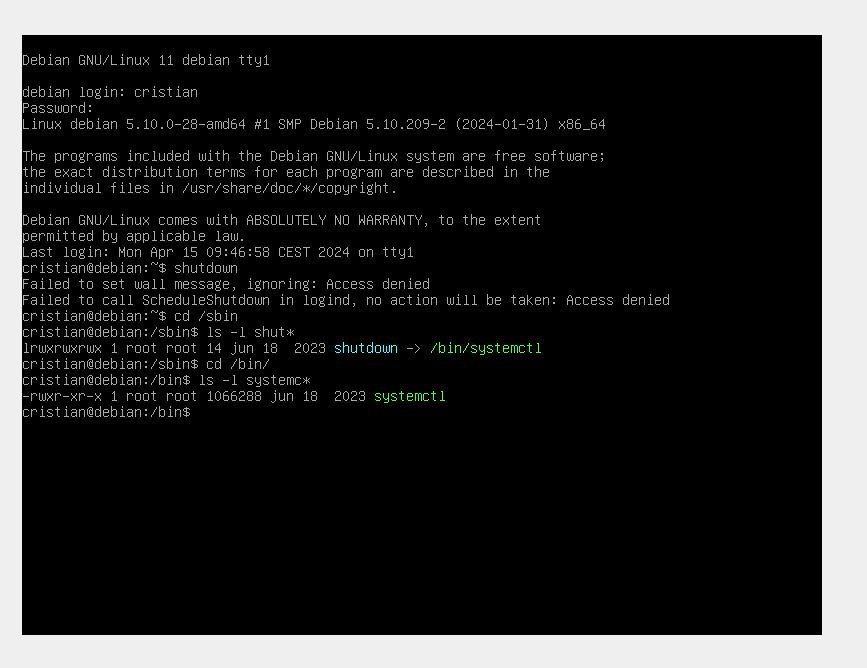 Debian GNU/Linux 11 debian tty1
debian login: cristian
Password:
Linux debian 5.10.0-28-amd64 #1 SMP Debian 5.10.209-2 (2024-01-31) x86_64
The programs included with the Debian GNU/Linux system are free software;
the exact distribution terms for each program are described in the
individual files in /usr/share/doc/*/copyright.
Debian GNU/Linux comes with ABSOLUTELY NO WARRANTY, to the extent
permitted by applicable law.
Last login: Mon Apr 15 09:46:58 CEST 2024 on tty1
cristian@debian:~$ shutdown
Failed to set wall message, ignoring: Access denied
Failed to call ScheduleShutdown in logind, no action will be taken: Access denied
cristian@debian:~$ cd /sbin
cristian@debian:/sbin$ ls -l shut*
lrwxrwxrwx 1 root root 14 jun 18  2023 shutdown -> /bin/systemctl
cristian@debian:/sbin$ cd /bin/
cristian@debian:/bin$ ls -l systemc*
-rwxr-xr-x 1 root root 1066288 jun 18  2023 systemctl
cristian@debian:/bin$